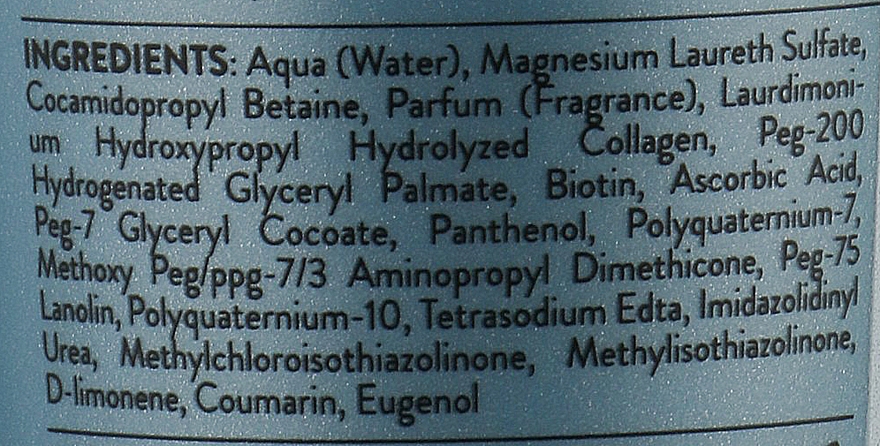 INGREDIENTS: Aqua (Water), Magnesium Laureth Sulfate,
Cocamidopropyl Betaine, Parfum (Fragrance), Laurdimoni-
um Hydroxypropyl Hydrolyzed Collagen, Peg-200
Hydrogenated Glyceryl Palmate, Biotin, Ascorbic Acid,
Peg-7 Glyceryl Cocoate, Panthenol, Polyquaternium-7,
Methoxy Peg/ppg-7/3 Aminopropyl Dimethicone, Peg-75
Lanolin, Polyquaternium-10, Tetrasodium Edta, Imidazolidinyl
Urea, Methylchloroisothiazolinone, Methylisothiazolinone,
D-limonene, Coumarin, Eugenol